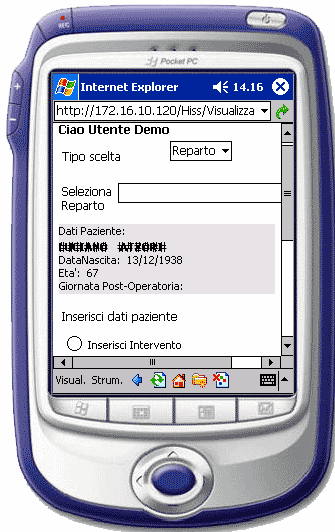 REC
Pocket PC
Internet Explorer 14.16
http://172.16.10.120/Hiss/Visualizza
Ciao Utente Demo
Tipo scelta Reparto
Seleziona
Reparto
Dati Paziente:
DataNascita: 13/12/1938
Eta': 67
Giornata Post-Operatoria:
Inserisci dati paziente
Inserisci Intervento
Visual. Strum.